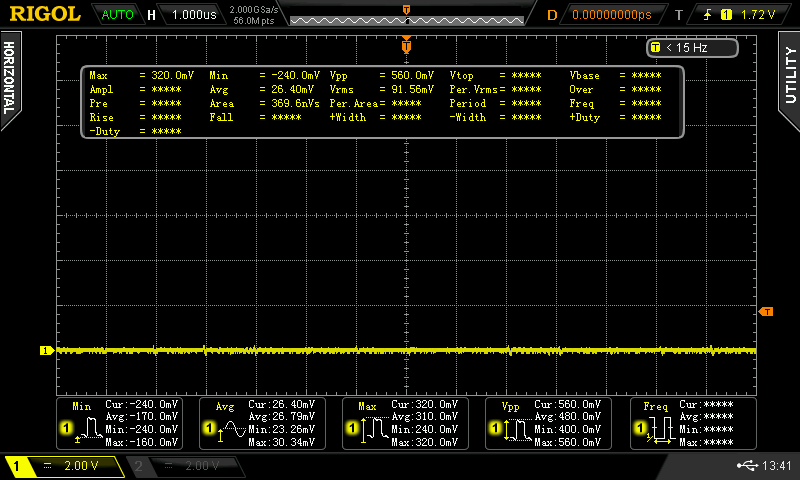 RIGOL AUTO H 1.000us 2.000GSa/s 56.0M pts T D 0.00000000ps T 1 1.72 V
HORIZONTAL
UTILITY
T
T < 15 Hz
Max = 320.0mV Min = -240.0mV Vpp = 560.0mV Vtop = ***** Vbase = *****
Ampl = ***** Avg = 26.40mV Vrms = 91.56mV Per.Vrms= ***** Over = *****
Pre = ***** Area = 369.6nVs Per.Area= ***** Period = ***** Freq = *****
Rise = ***** Fall = ***** +Width = ***** -Width = ***** +Duty = *****
-Duty = *****
T
1
Min Cur:-240.0mV
Avg:-170.0mV
1 Min:-240.0mV
Max:-160.0mV
Avg Cur:26.40mV
Avg:26.79mV
1 Min:23.26mV
Max:30.34mV
Max Cur:320.0mV
Avg:310.0mV
1 Min:240.0mV
Max:320.0mV
Vpp Cur:560.0mV
Avg:480.0mV
1 Min:400.0mV
Max:560.0mV
Freq Cur:*****
Avg:*****
1 Min:*****
Max:*****
1 2.00 V 2 2.00 V 13:41